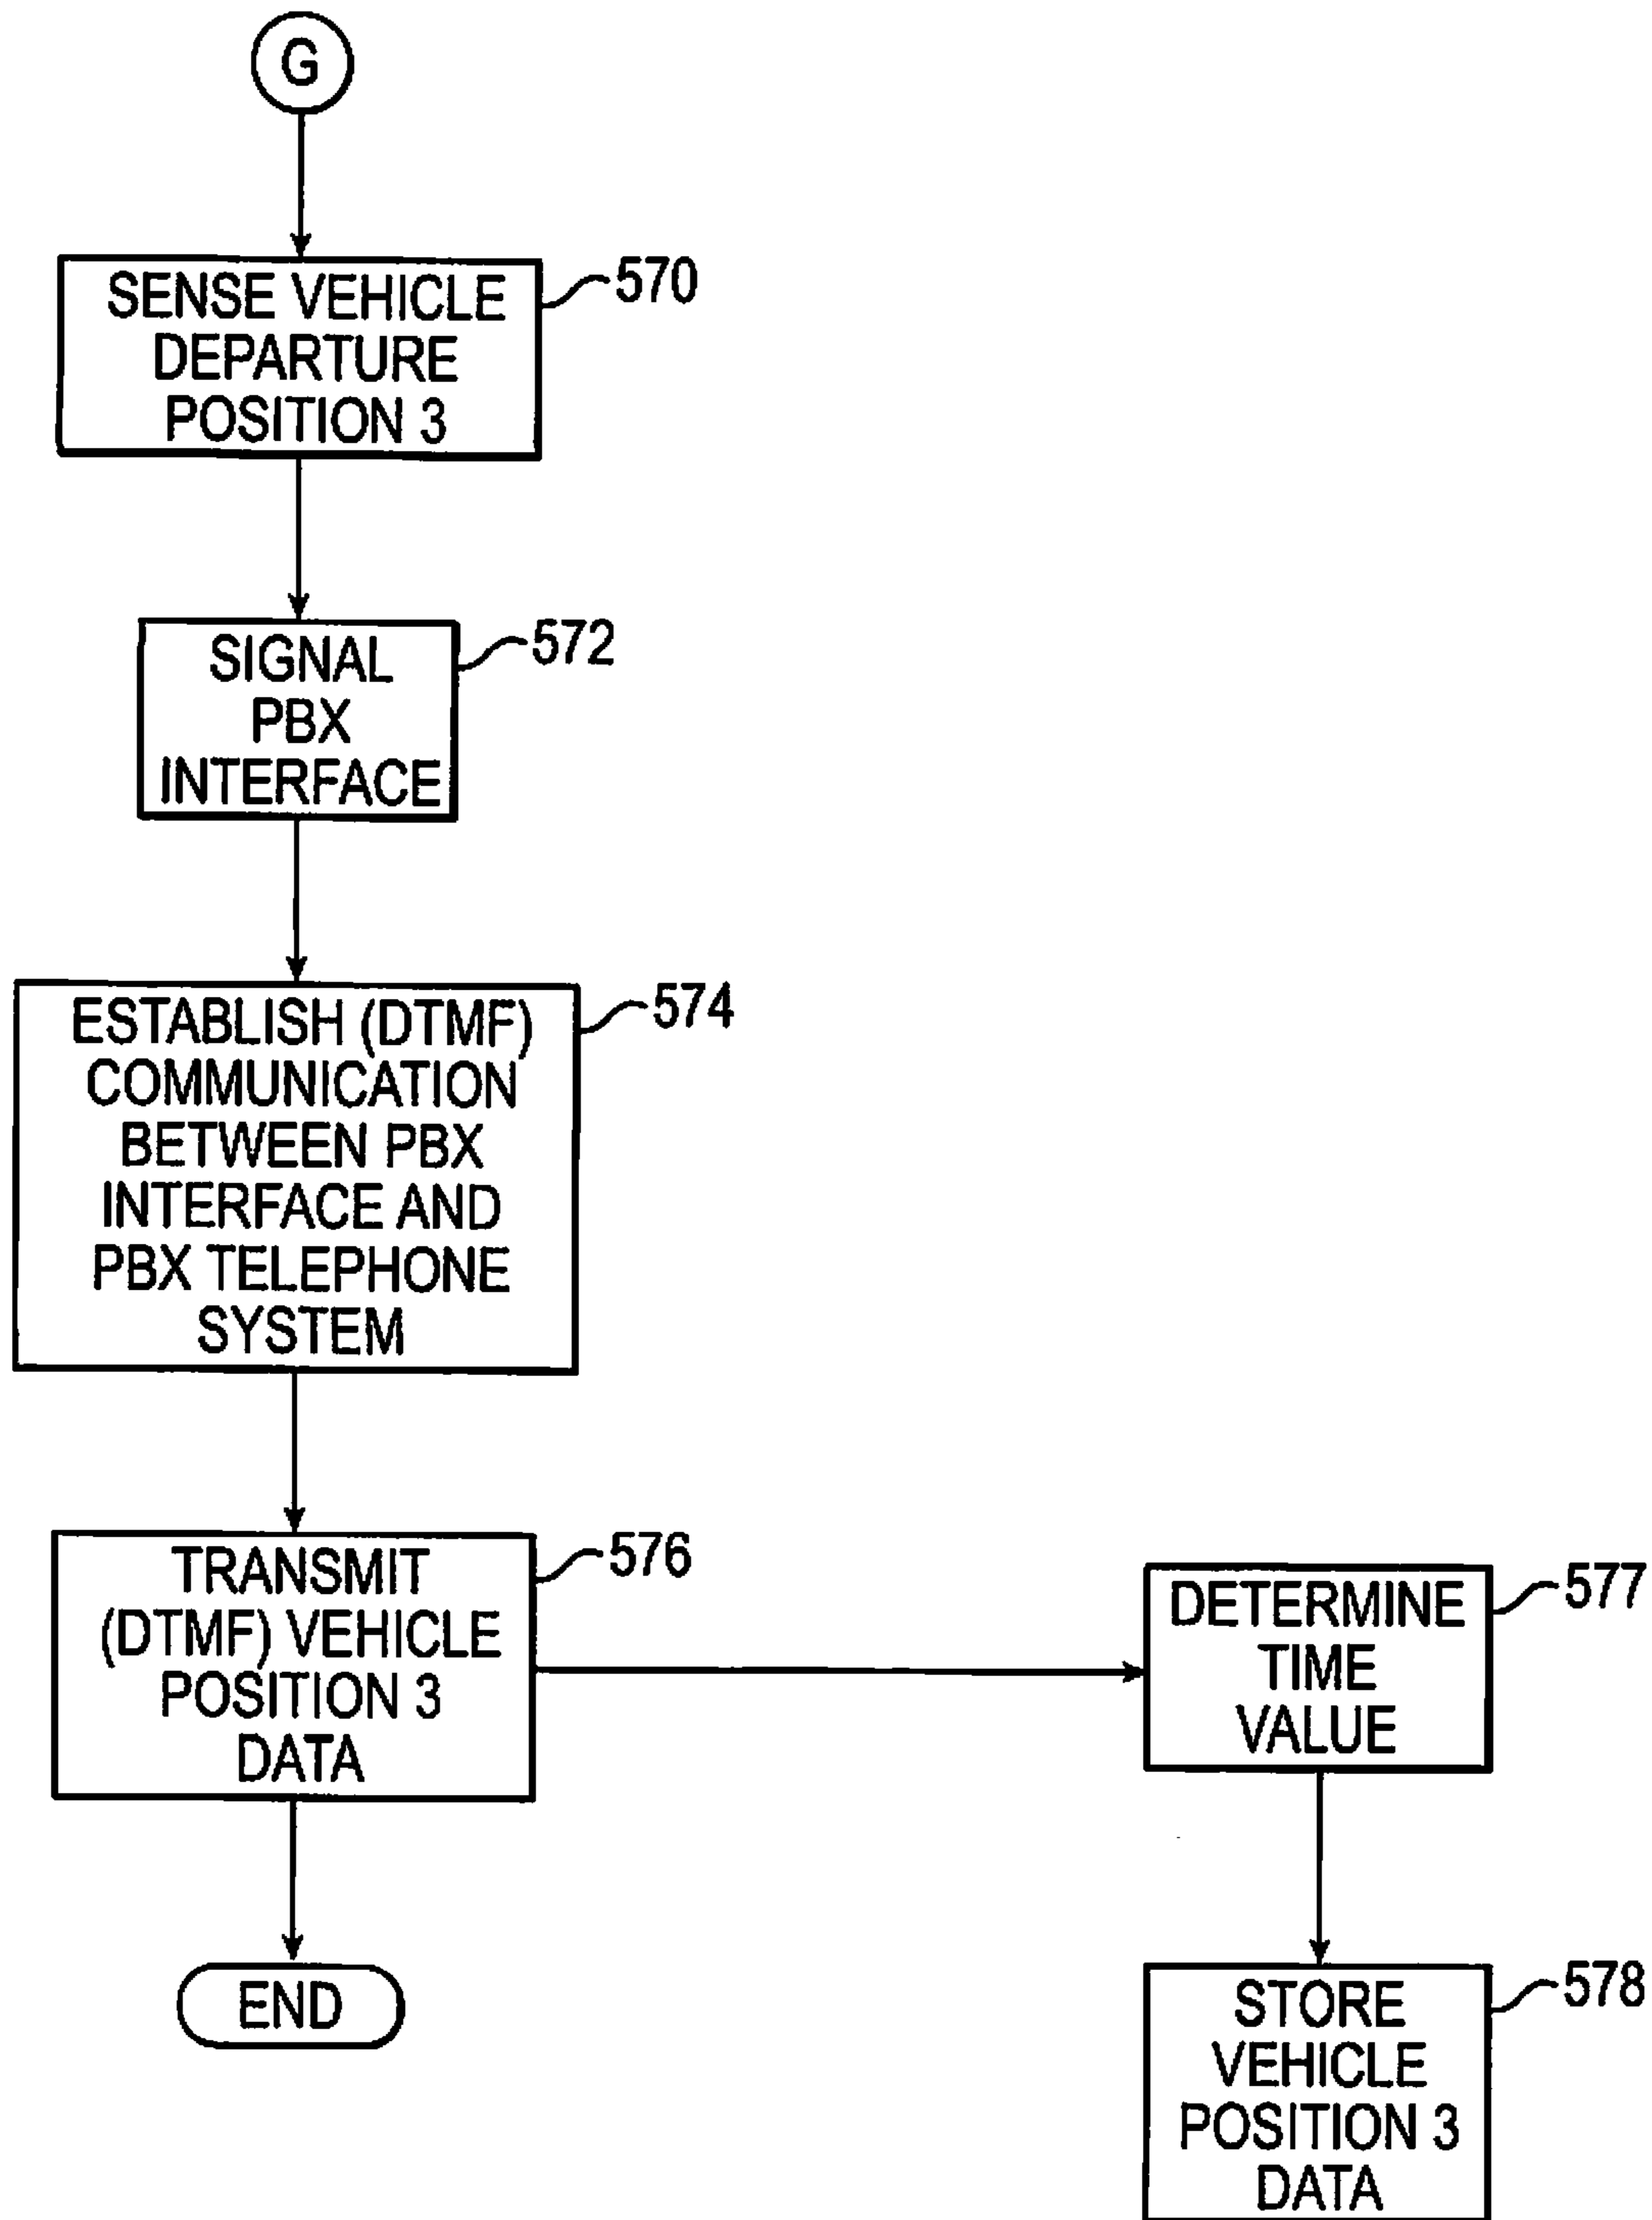 G
SENSE VEHICLE
DEPARTURE
POSITION 3
570
SIGNAL
PBX
INTERFACE
572
ESTABLISH (DTMF)
COMMUNICATION
BETWEEN PBX
INTERFACE AND
PBX TELEPHONE
SYSTEM
574
TRANSMIT
(DTMF) VEHICLE
POSITION 3
DATA
576
DETERMINE
TIME
VALUE
577
END
STORE
VEHICLE
POSITION 3
DATA
578